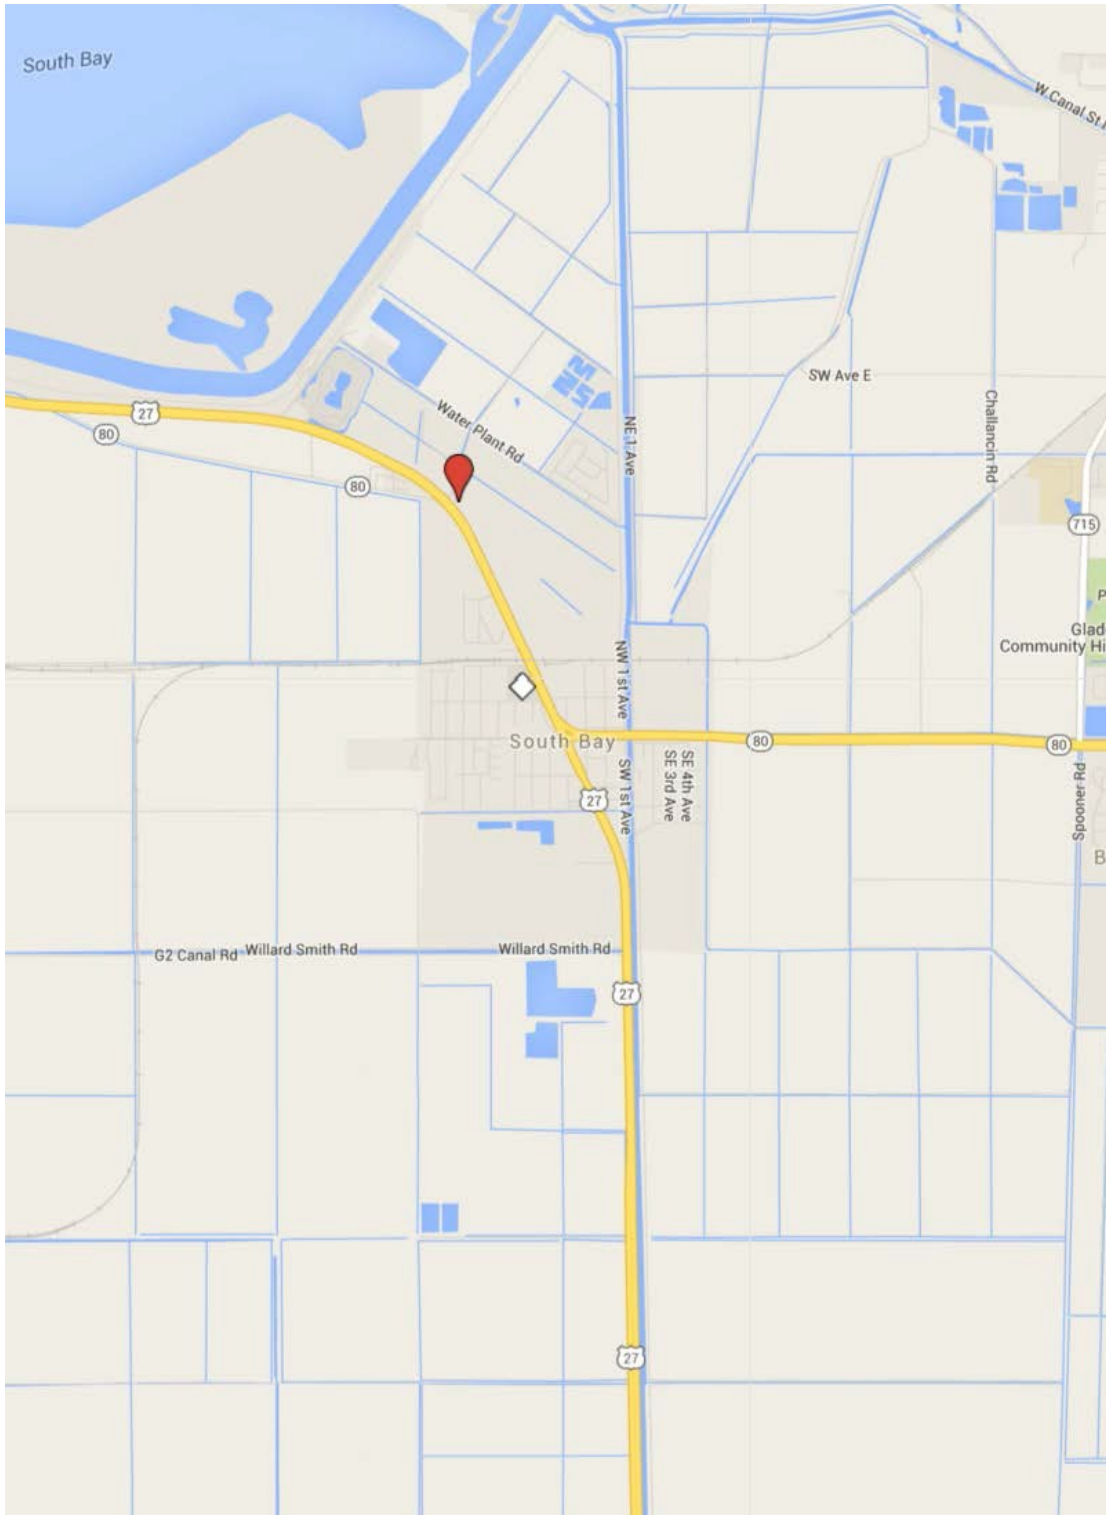 South Bay
W Canal St
SW Ave E
27
80
Water Plant Rd
NE 1 Ave
Challancin Rd
80
715
P
Glad
Community Hi
NW 1st Ave
South Bay
80
80
SW 1st Ave
SE 3rd Ave
SE 4th Ave
27
Spooner Rd
B
G2 Canal Rd
Willard Smith Rd
Willard Smith Rd
27
27